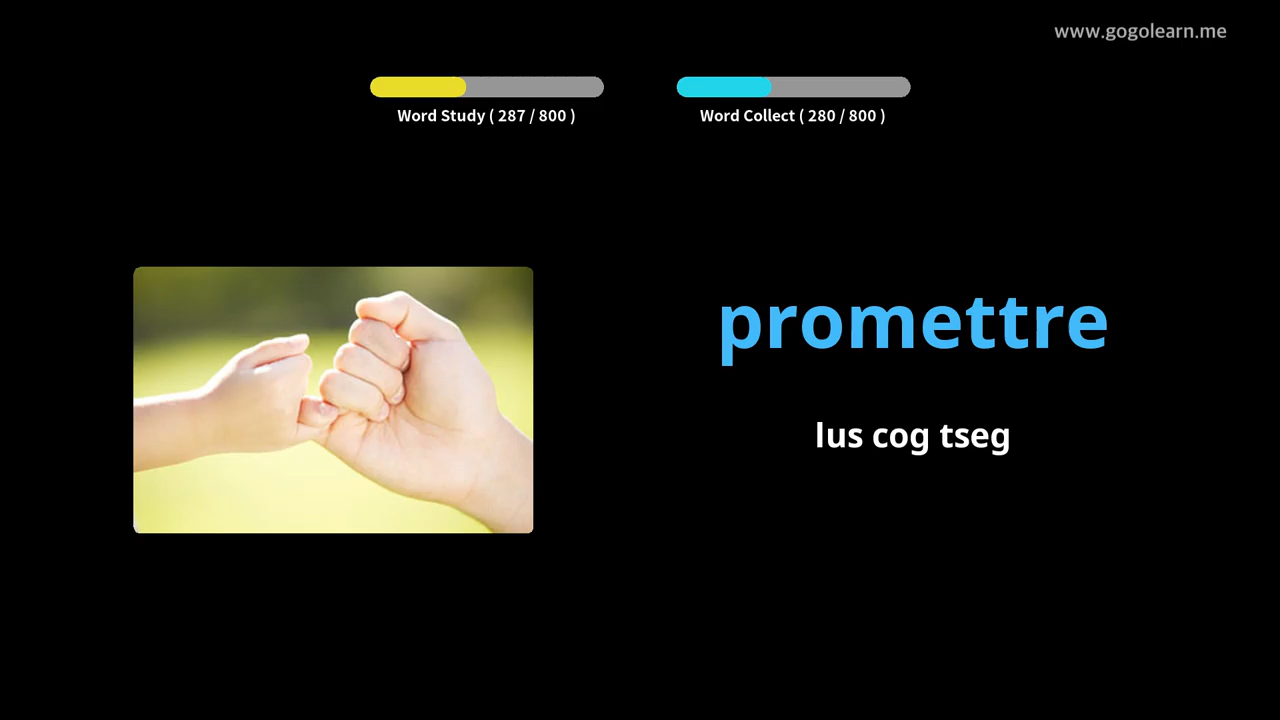 www.gogolearn.me
Word Study ( 287 / 800 )
Word Collect ( 280 / 800 )
promettre
lus cog tseg